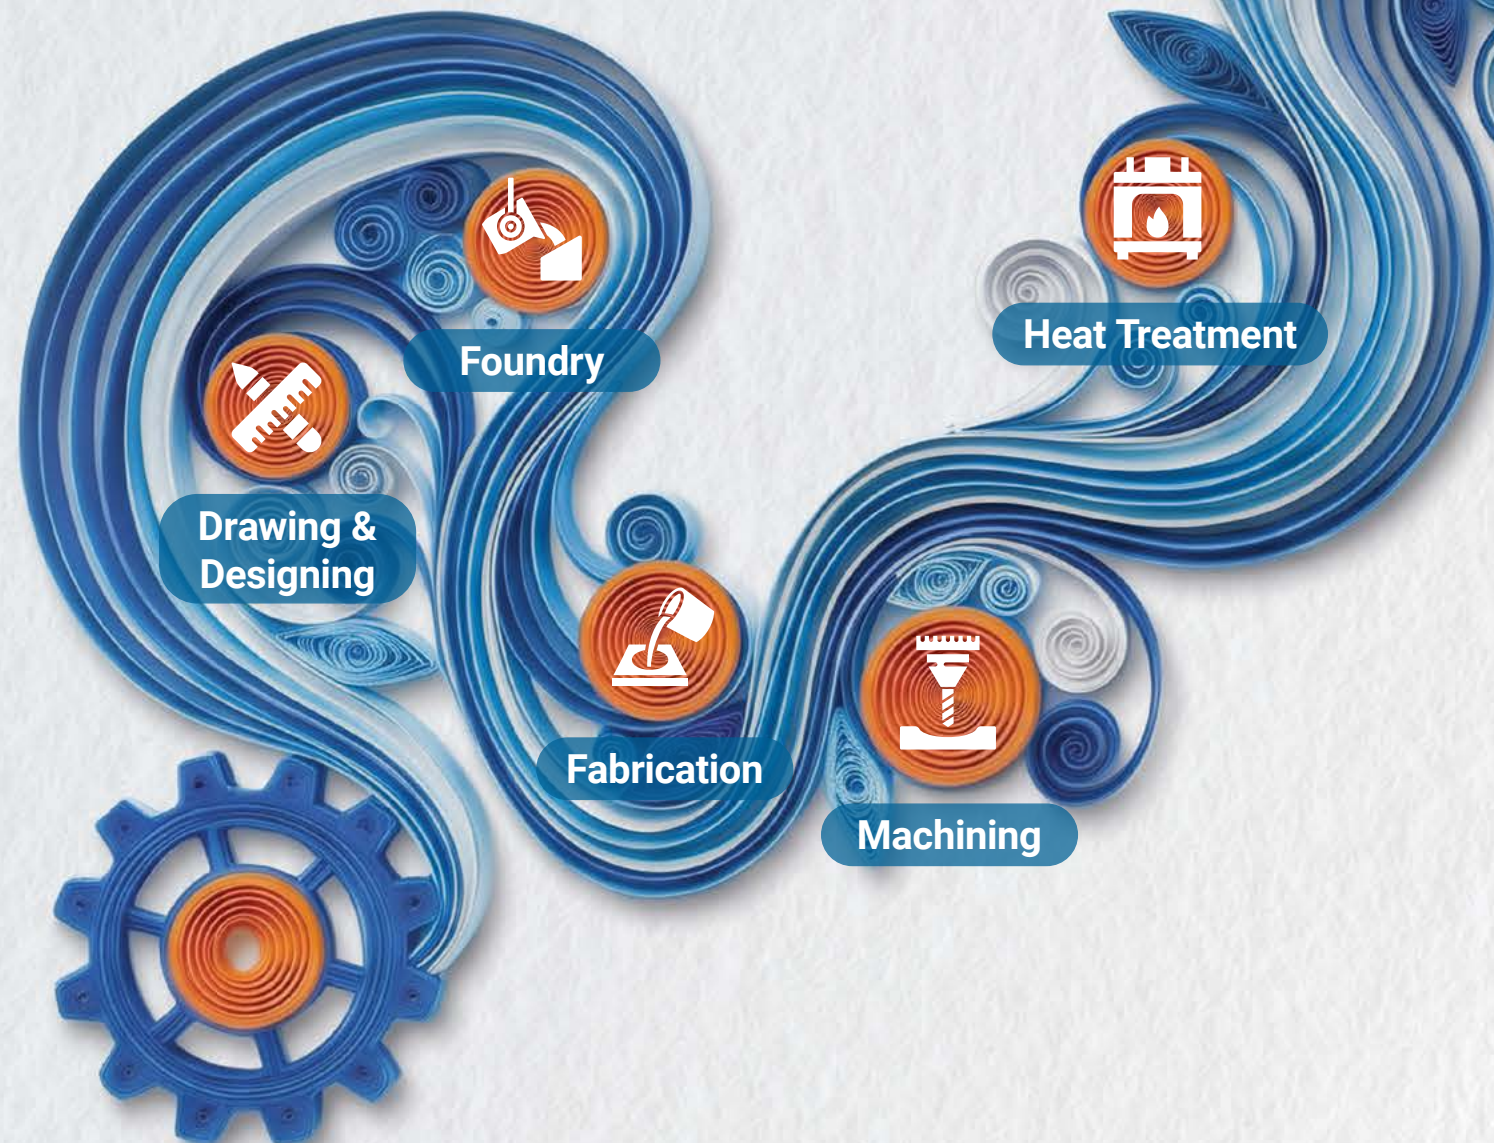 Foundry
Heat Treatment
Drawing &
Designing
Fabrication
Machining